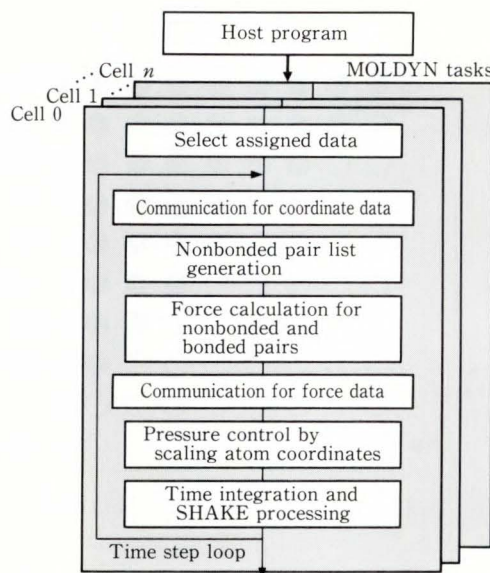 Host program
MOLDYN tasks
Cell n
Cell 1
Cell 0
Select assigned data
Communication for coordinate data
Nonbonded pair list
generation
Force calculation for
nonbonded and
bonded pairs
Communication for force data
Pressure control by
scaling atom coordinates
Time integration and
SHAKE processing
Time step loop